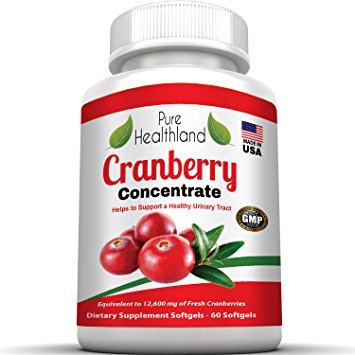 Pure
Healthland
MADE IN
USA
Cranberry
Concentrate
Helps to Support a Healthy Urinary Tract
GMP
Equivalent to 12,600 mg of Fresh Cranberries
Dietary Supplement Softgels - 60 Softgels